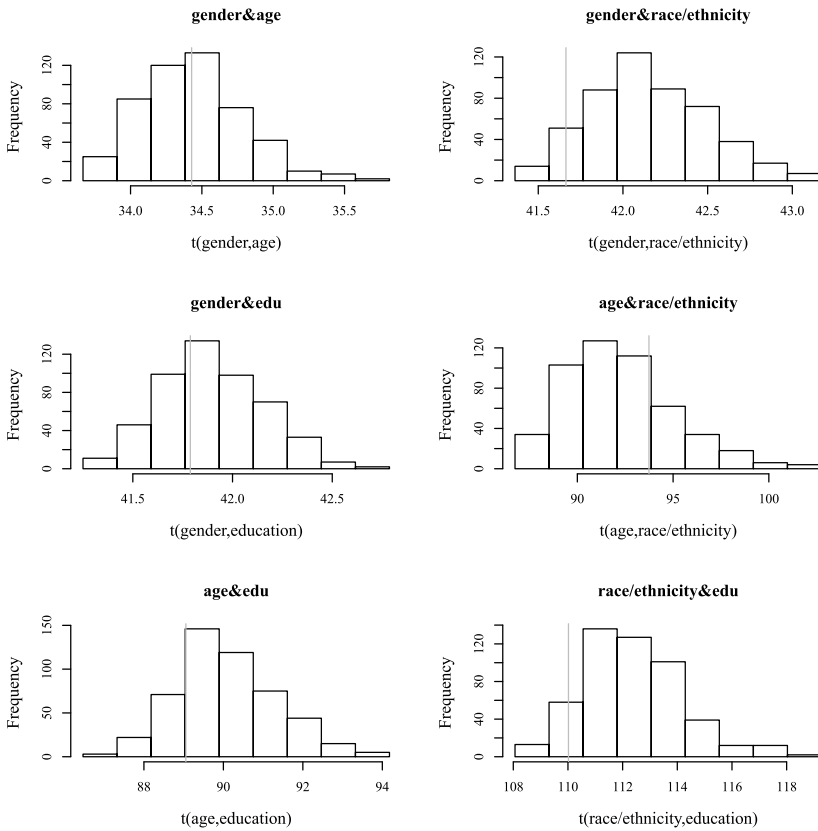 gender&age
Frequency
0 40 80 120
34.0 34.5 35.0 35.5
t(gender,age)
gender&race/ethnicity
Frequency
0 40 80 120
41.5 42.0 42.5 43.0
t(gender,race/ethnicity)
gender&edu
Frequency
0 40 80 120
41.5 42.0 42.5
t(gender,education)
age&race/ethnicity
Frequency
0 40 80 120
90 95 100
t(age,race/ethnicity)
age&edu
Frequency
0 50 100 150
88 90 92 94
t(age,education)
race/ethnicity&edu
Frequency
0 40 80 120
108 110 112 114 116 118
t(race/ethnicity,education)